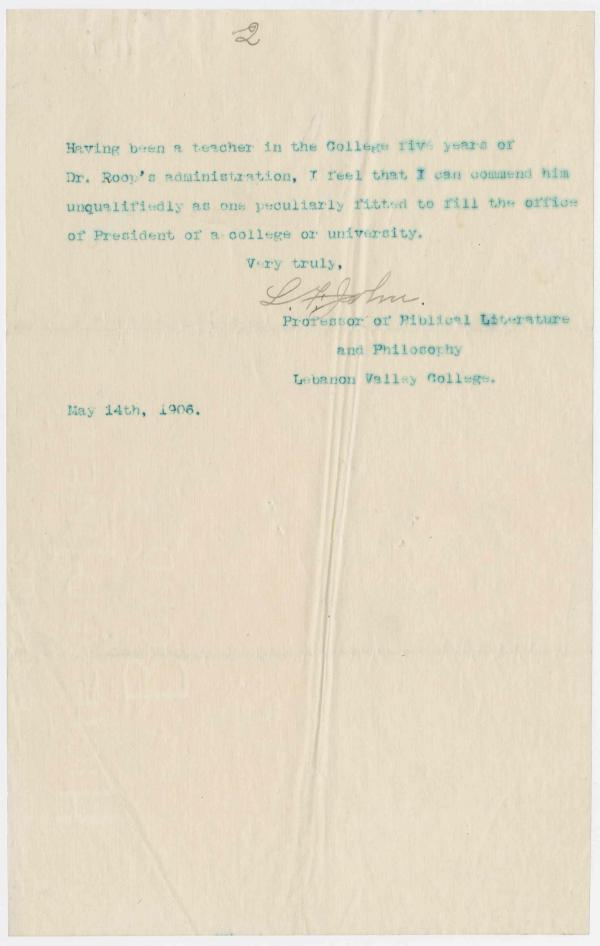 2
Having been a teacher in the College five years of
Dr. Roop's administration, I feel that I can commend him
unqualifiedly as one peculiarly fitted to fill the office
of President of a college or university.
Very truly,
L. F. John.
Professor of Biblical Literature
and Philosophy
Lebanon Valley College.
May 14th, 1906.